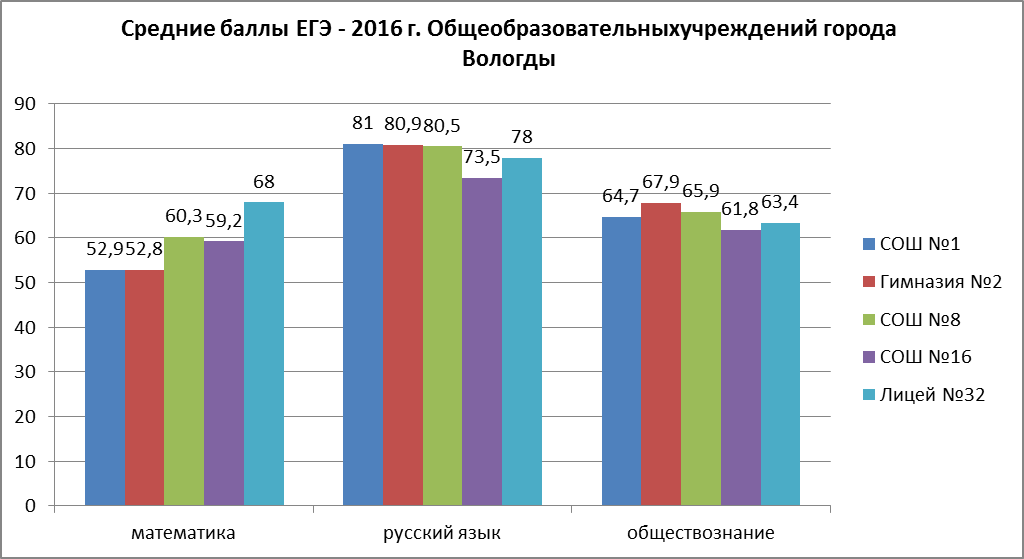 Средние баллы ЕГЭ - 2016 г. Общеобразовательныхучреждений города
Вологды
90
80
70
60
50
40
30
20
10
0
52,9 52,8 60,3 59,2 68
81 80,9 80,5 73,5 78
64,7 67,9 65,9 61,8 63,4
математика русский язык обществознание
СОШ №1
Гимназия №2
СОШ №8
СОШ №16
Лицей №32